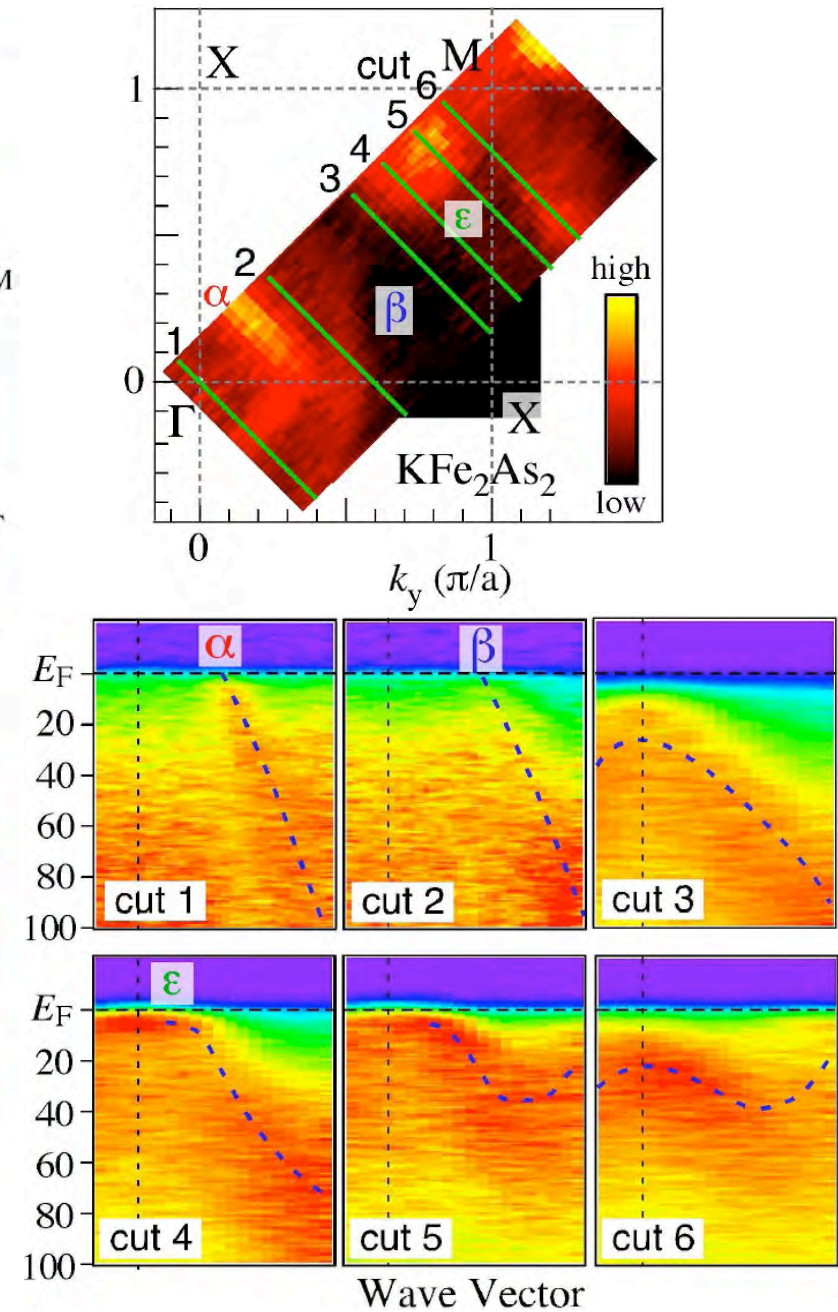 X
cut
M
6
5
4
3
2
1
α
ε
β
1
0
Γ
X
KFe2As2
high
low
0
1
ky (π/a)
M
α
β
EF
20
40
60
80
100
cut 1
cut 2
cut 3
ε
EF
20
40
60
80
100
cut 4
cut 5
cut 6
Wave Vector